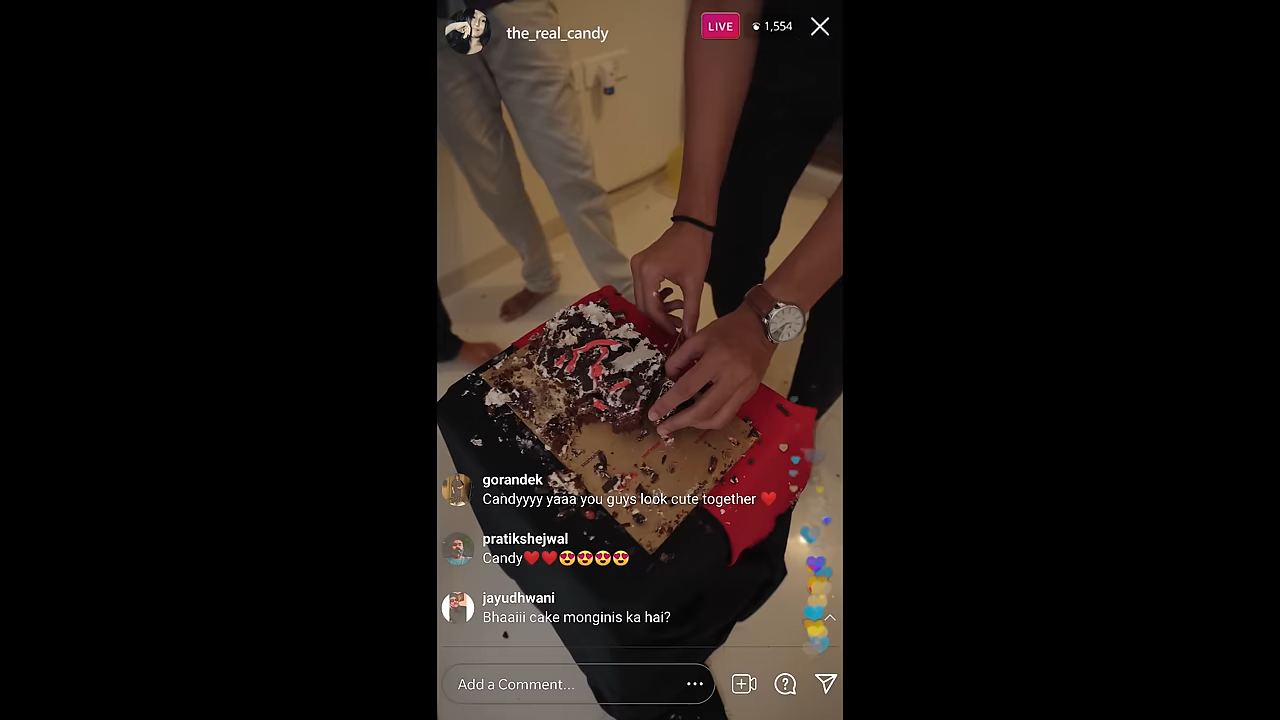 the_real_candy
LIVE
1,554
gorandek
Candyyyy yaaa you guys look cute together ❤️
pratikshejwal
Candy❤️❤️😍😍😍😍
jayudhwani
Bhaaiii cake monginis ka hai?
Add a Comment...